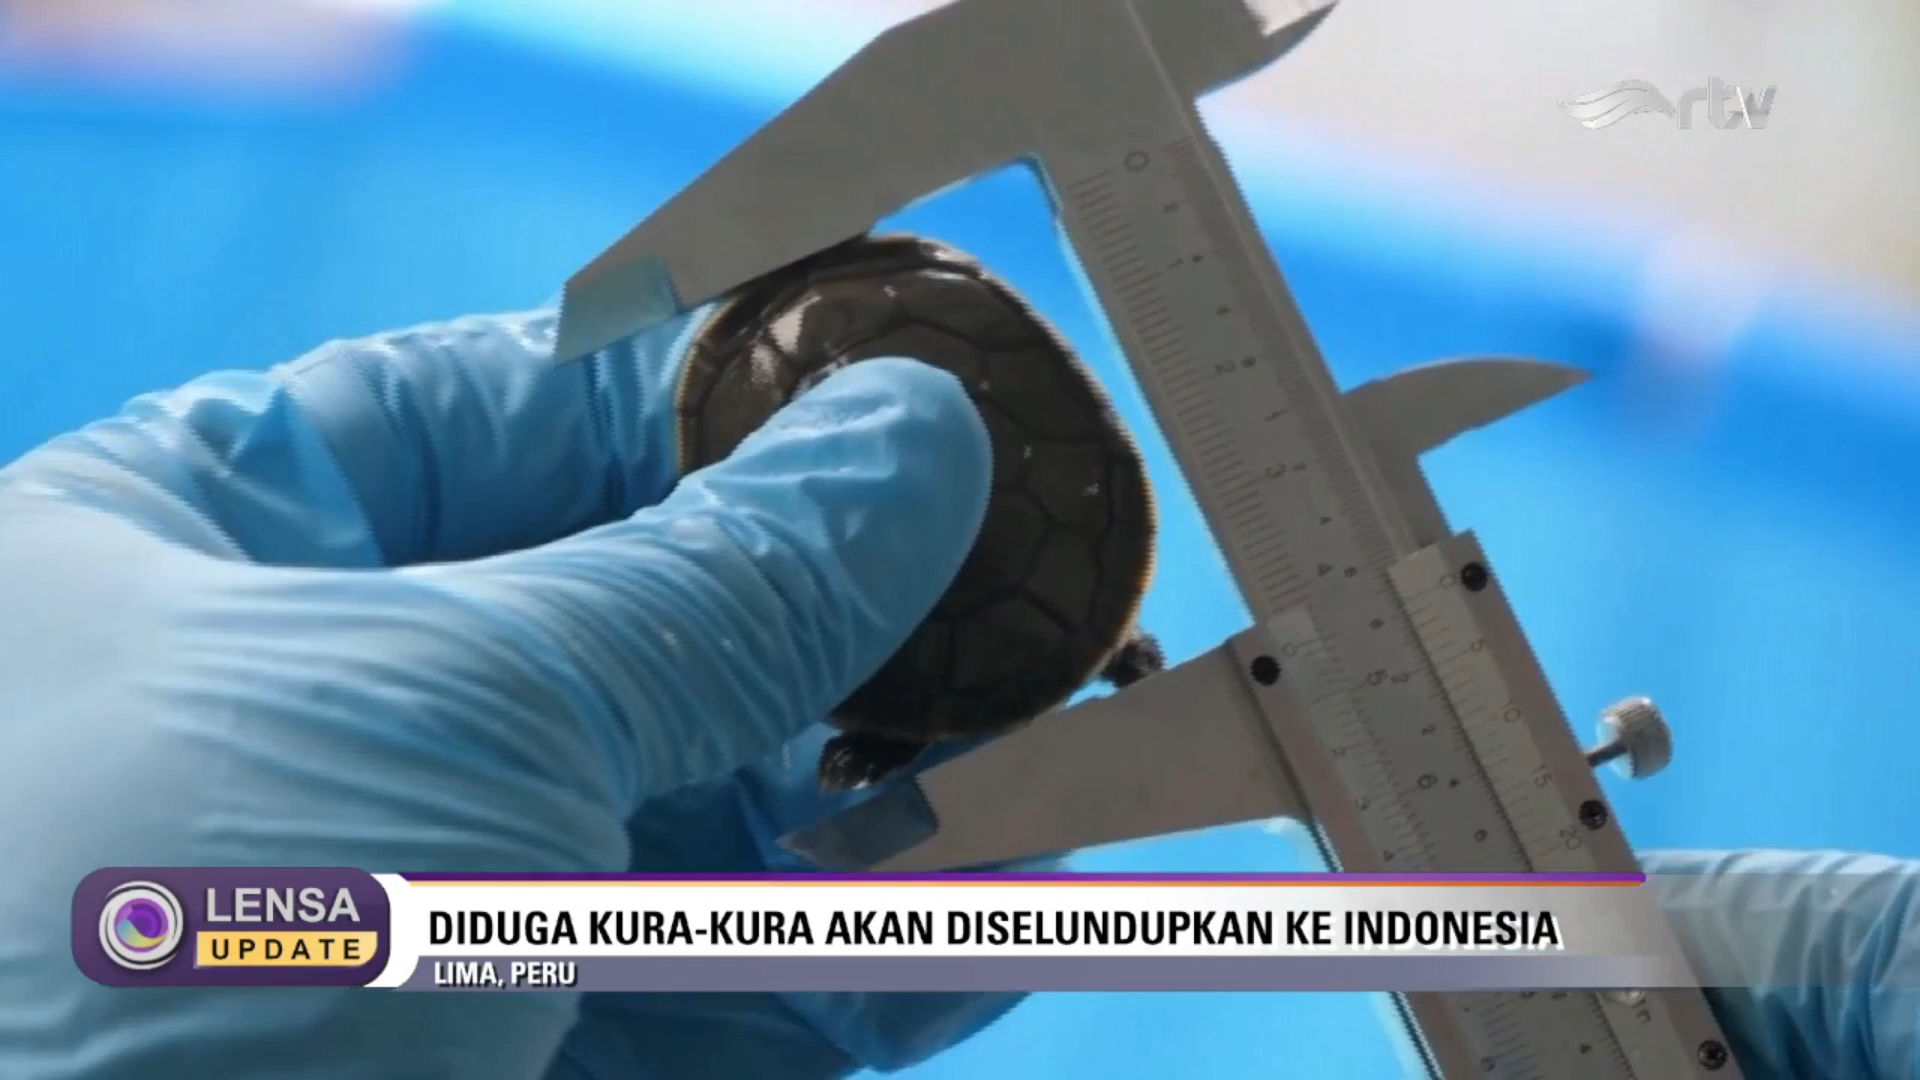 rtv
LENSA
UPDATE
DIDUGA KURA-KURA AKAN DISELUNDUPKAN KE INDONESIA
LIMA, PERU